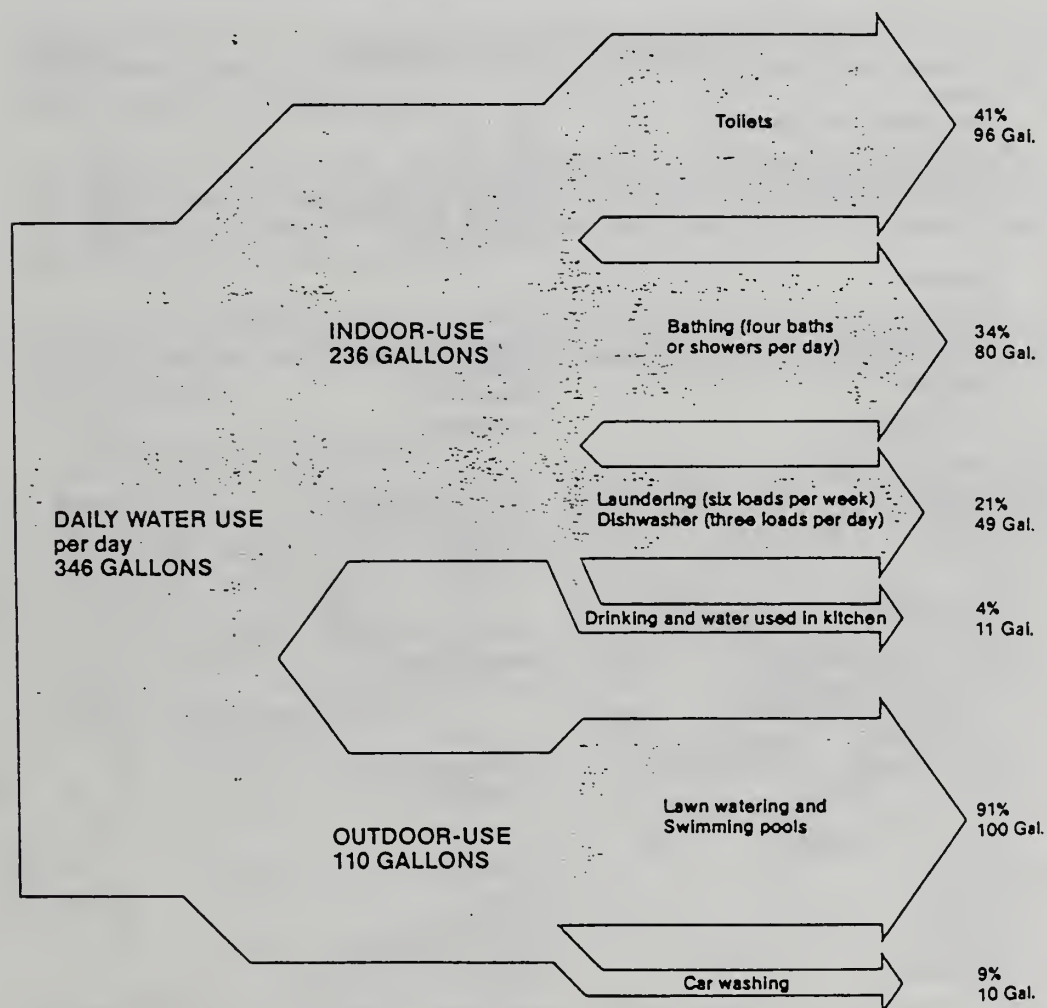 Toilets
41%
96 Gal.
INDOOR-USE
236 GALLONS
Bathing (four baths
or showers per day)
34%
80 Gal.
DAILY WATER USE
per day
346 GALLONS
Laundering (six loads per week)
Dishwasher (three loads per day)
21%
49 Gal.
Drinking and water used in kitchen
4%
11 Gal.
OUTDOOR-USE
110 GALLONS
Lawn watering and
Swimming pools
91%
100 Gal.
Car washing
9%
10 Gal.